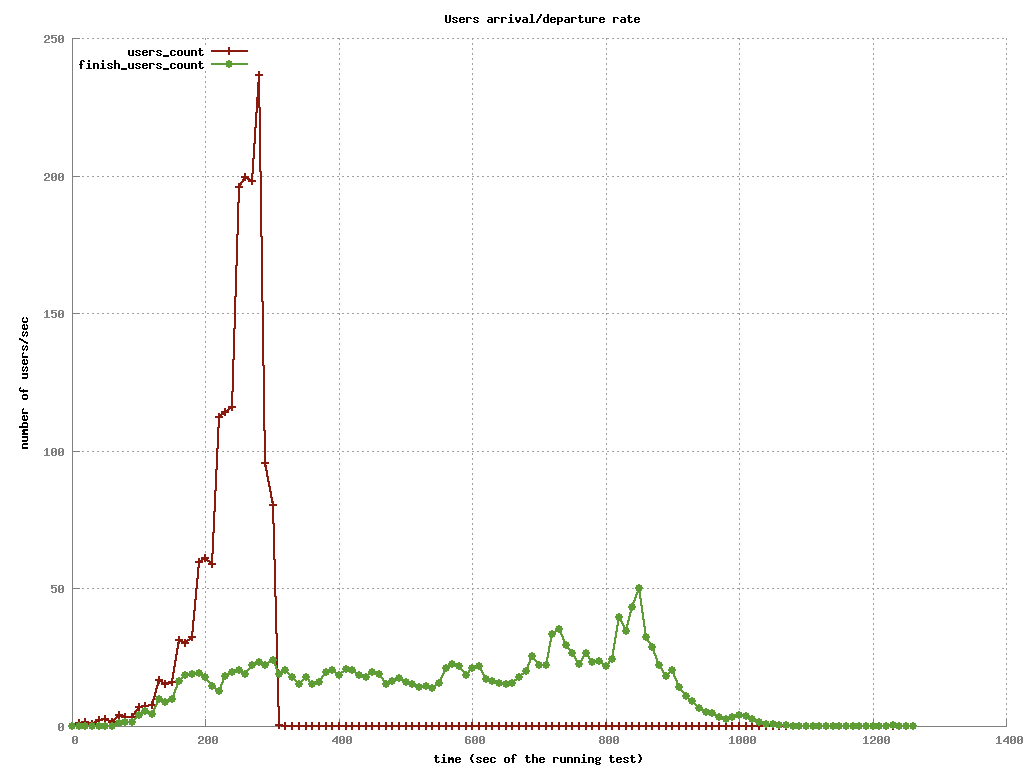 Users arrival/departure rate
users_count
finish_users_count
250
200
150
100
50
0
number of users/sec
0 200 400 600 800 1000 1200 1400
time (sec of the running test)